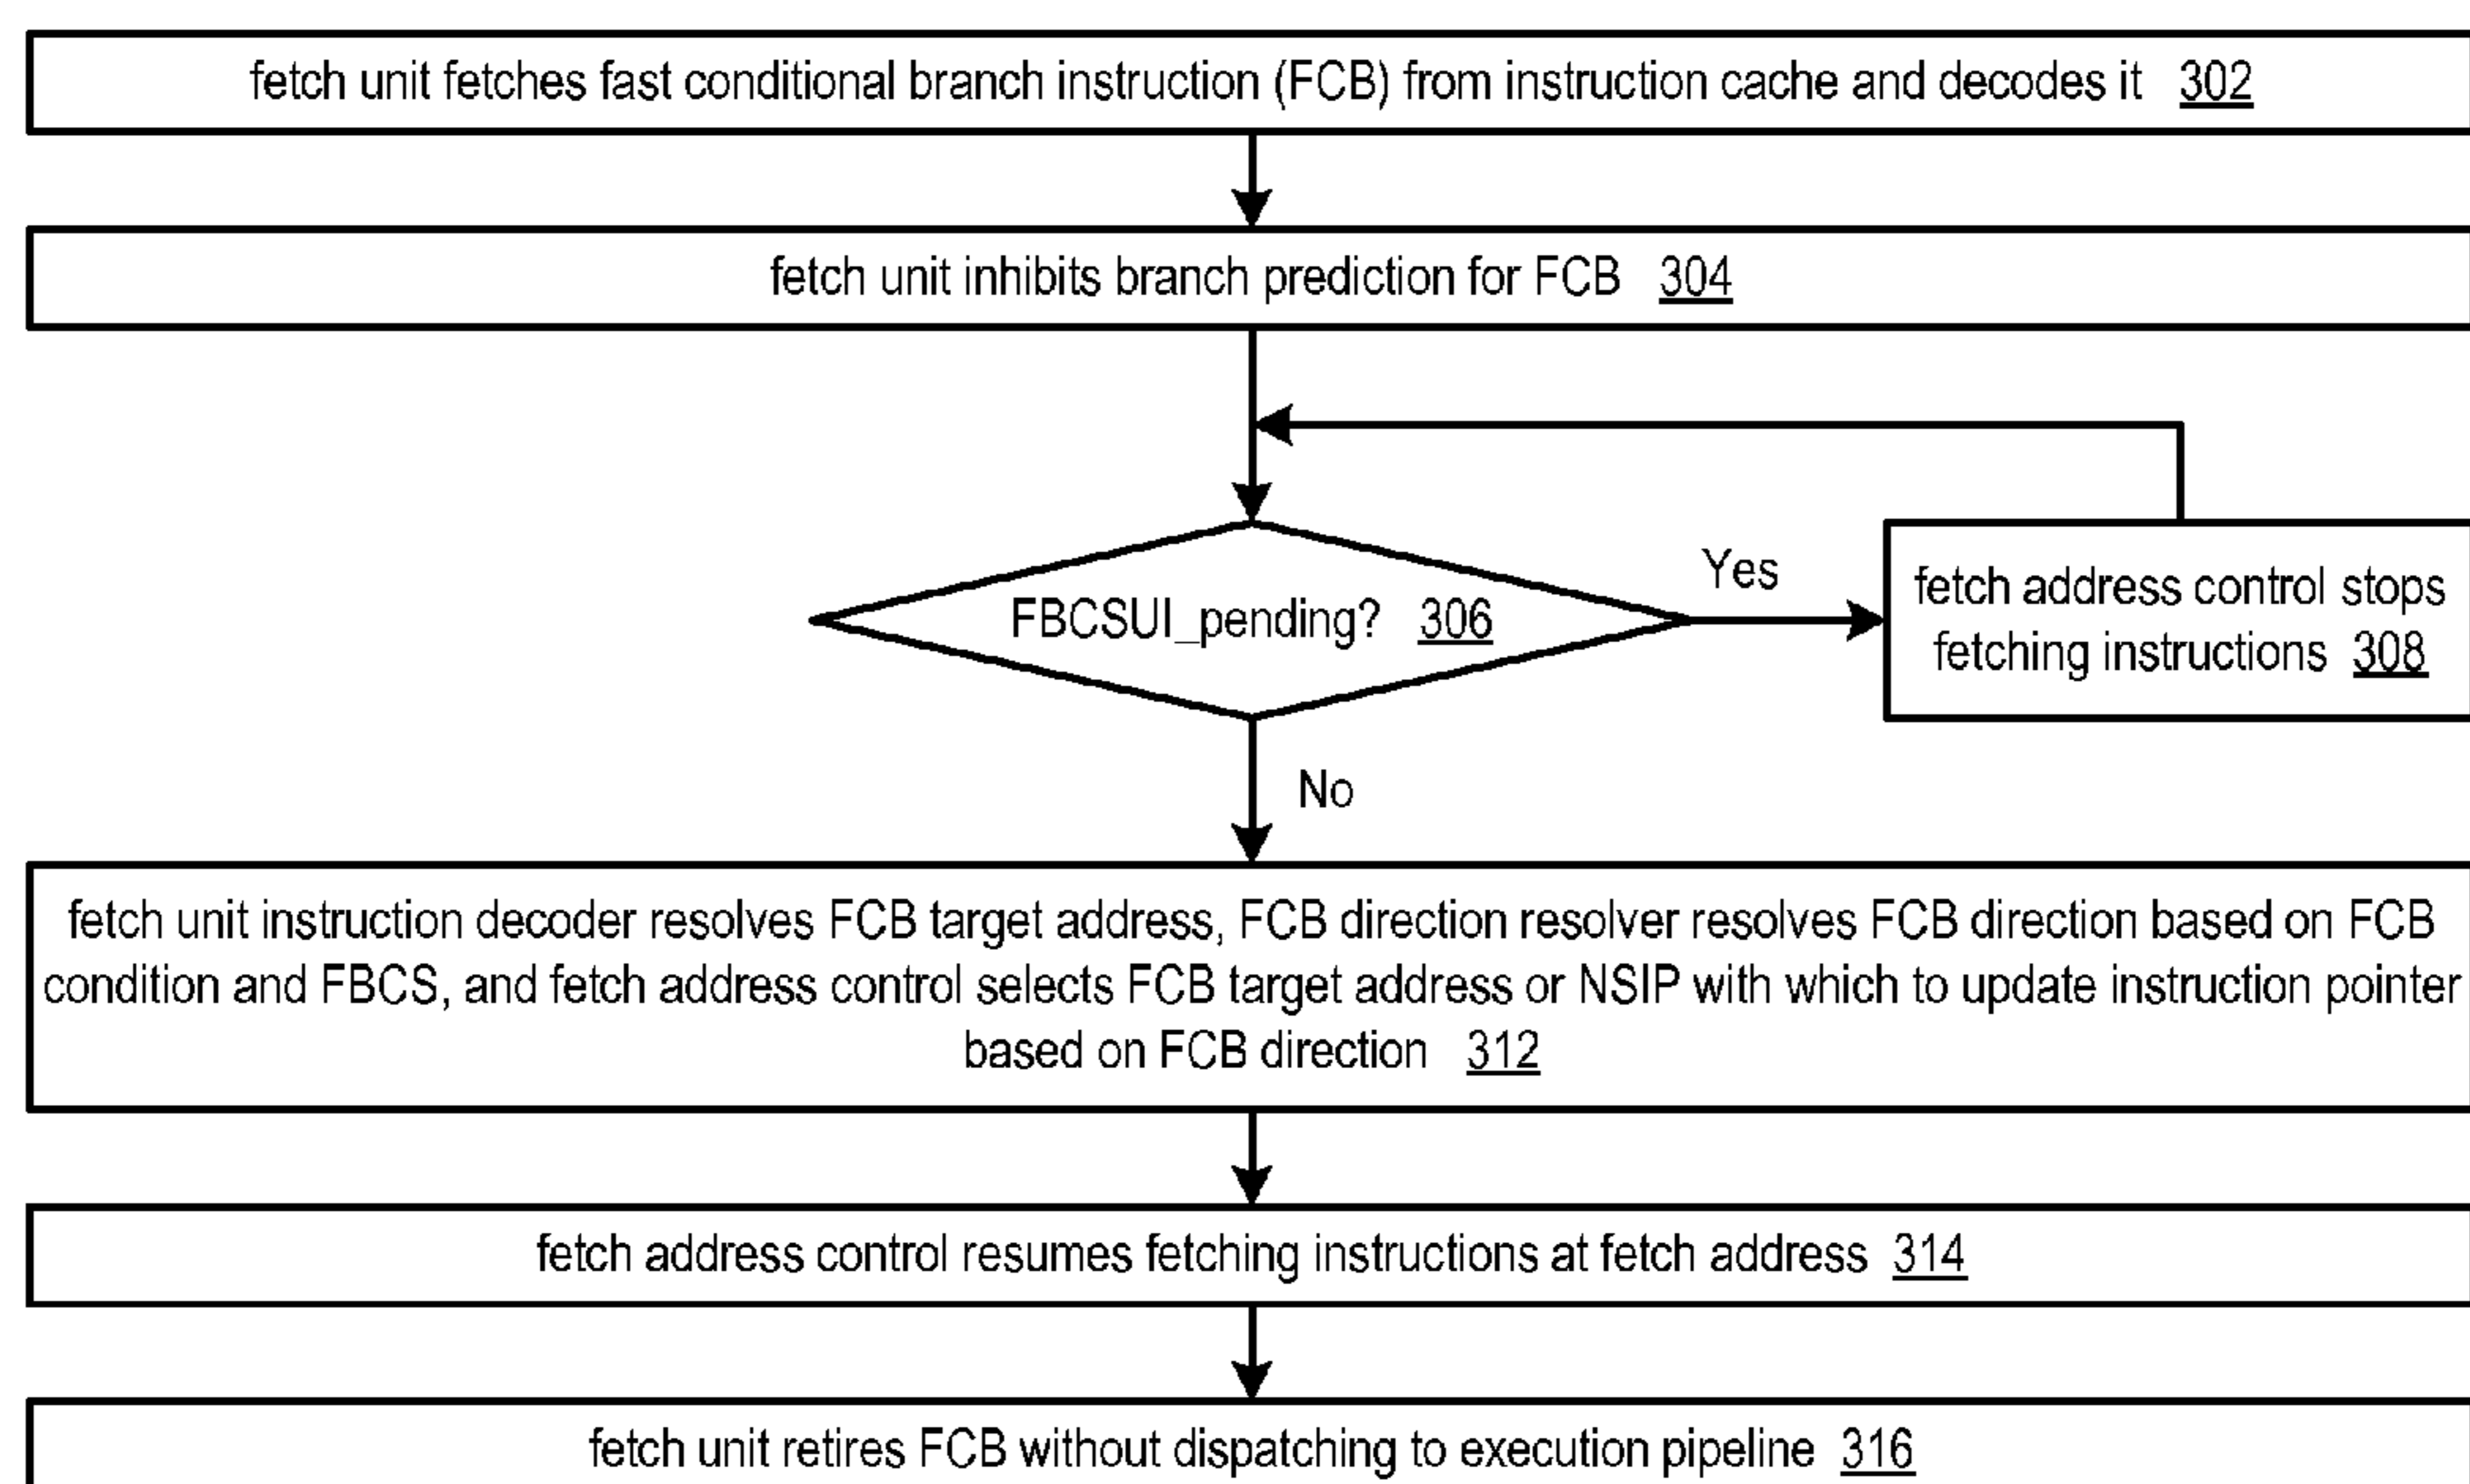 fetch unit fetches fast conditional branch instruction (FCB) from instruction cache and decodes it 302
fetch unit inhibits branch prediction for FCB 304
FBCSUI_pending? 306
Yes
fetch address control stops
fetching instructions 308
No
fetch unit instruction decoder resolves FCB target address, FCB direction resolver resolves FCB direction based on FCB
condition and FBCS, and fetch address control selects FCB target address or NSIP with which to update instruction pointer
based on FCB direction 312
fetch address control resumes fetching instructions at fetch address 314
fetch unit retires FCB without dispatching to execution pipeline 316